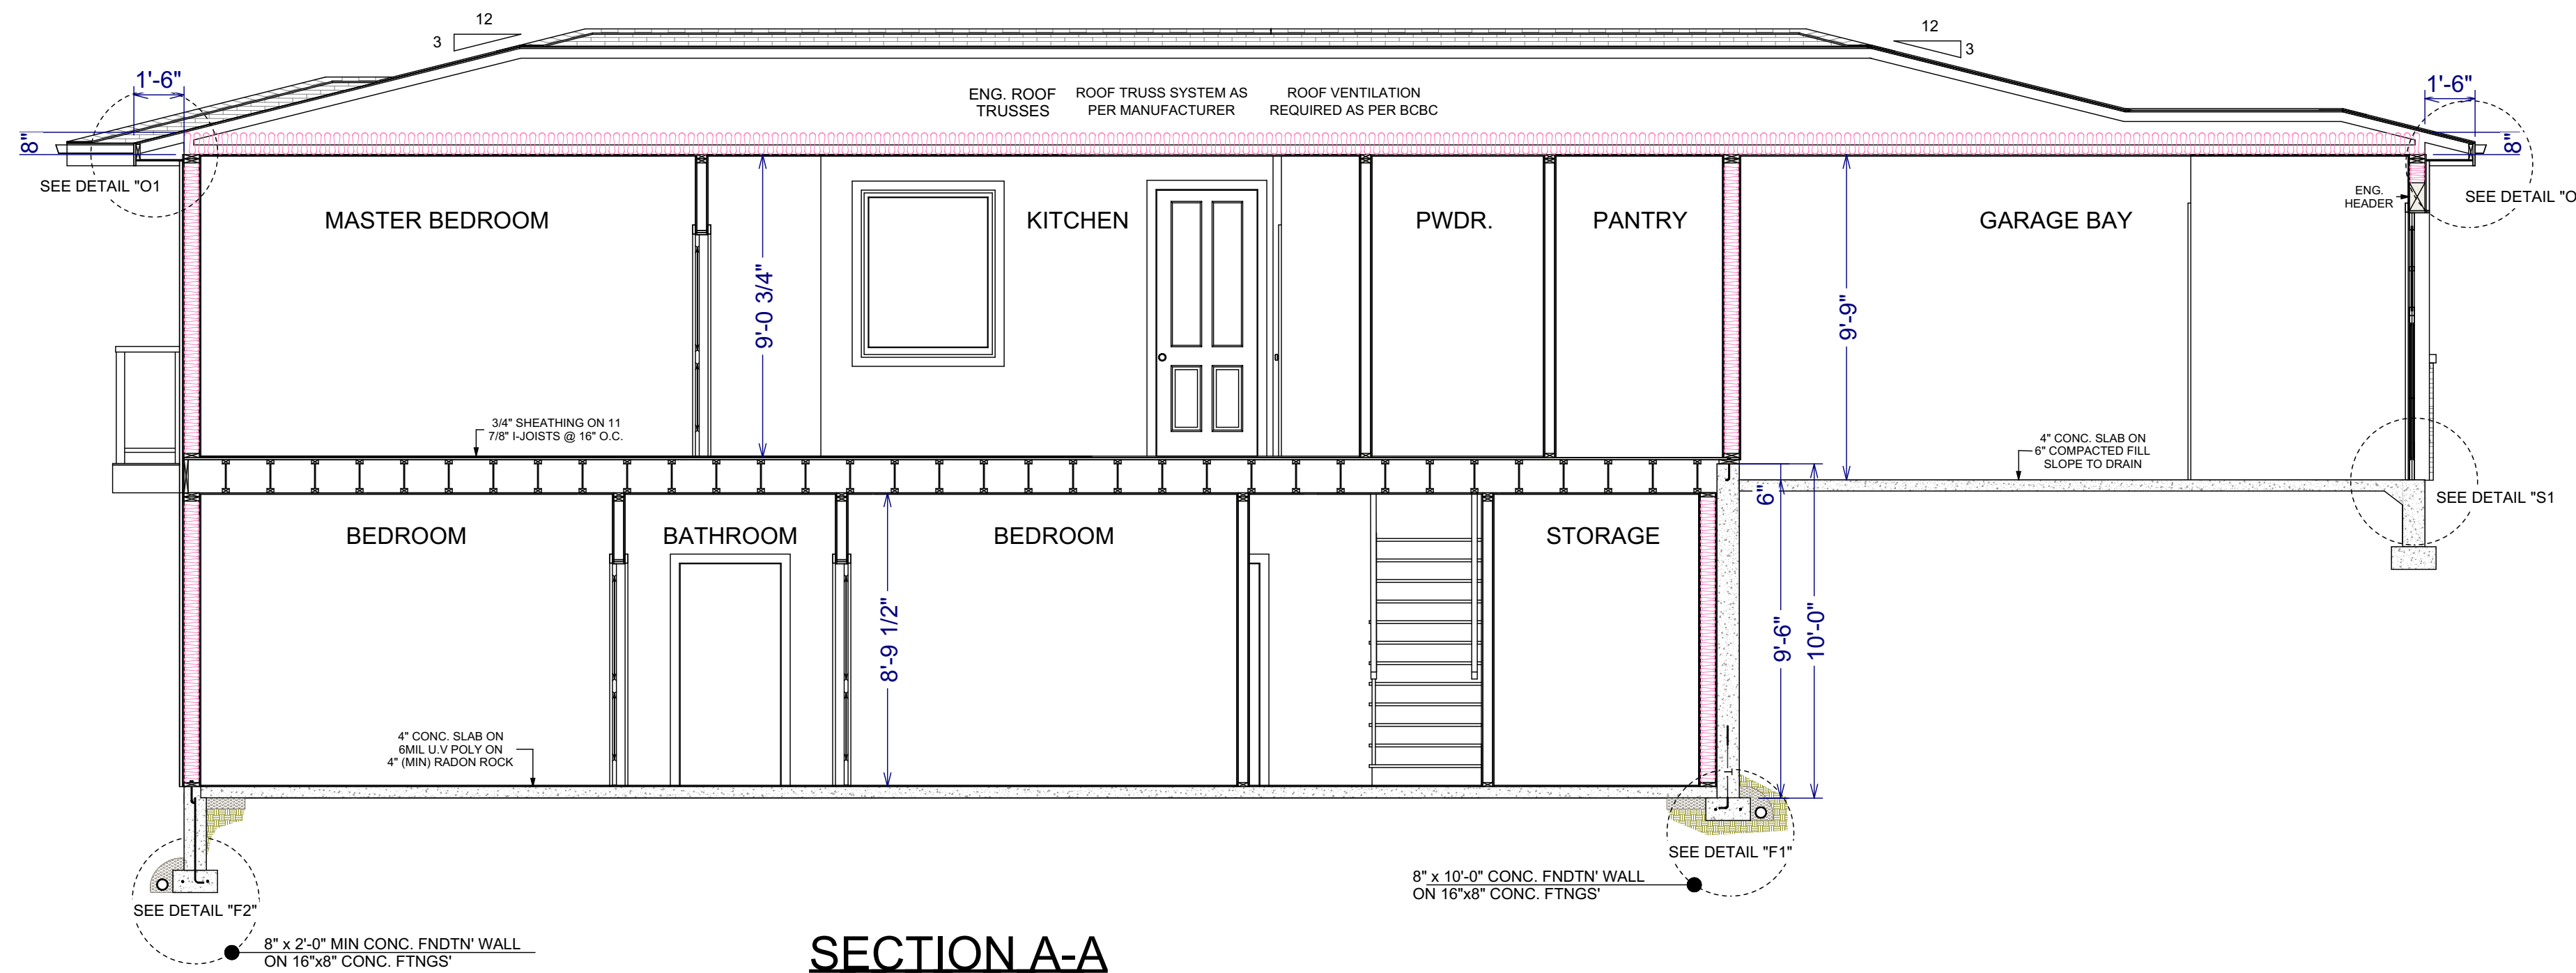 12
3
12
3
1'-6"
1'-6"
ENG. ROOF
TRUSSES
ROOF TRUSS SYSTEM AS
PER MANUFACTURER
ROOF VENTILATION
REQUIRED AS PER BCBC
8"
8"
SEE DETAIL "O1
SEE DETAIL "O
ENG.
HEADER
MASTER BEDROOM
KITCHEN
PWDR.
PANTRY
GARAGE BAY
9'-0 3/4"
9'-9"
3/4" SHEATHING ON 11
7/8" I-JOISTS @ 16" O.C.
4" CONC. SLAB ON
6" COMPACTED FILL
SLOPE TO DRAIN
6"
SEE DETAIL "S1
BEDROOM
BATHROOM
BEDROOM
STORAGE
8'-9 1/2"
9'-6"
10'-0"
4" CONC. SLAB ON
6MIL U.V POLY ON
4" (MIN) RADON ROCK
SEE DETAIL "F1"
8" x 10'-0" CONC. FNDTN' WALL
ON 16"x8" CONC. FTNGS'
SEE DETAIL "F2"
8" x 2'-0" MIN CONC. FNDTN' WALL
ON 16"x8" CONC. FTNGS'
SECTION A-A